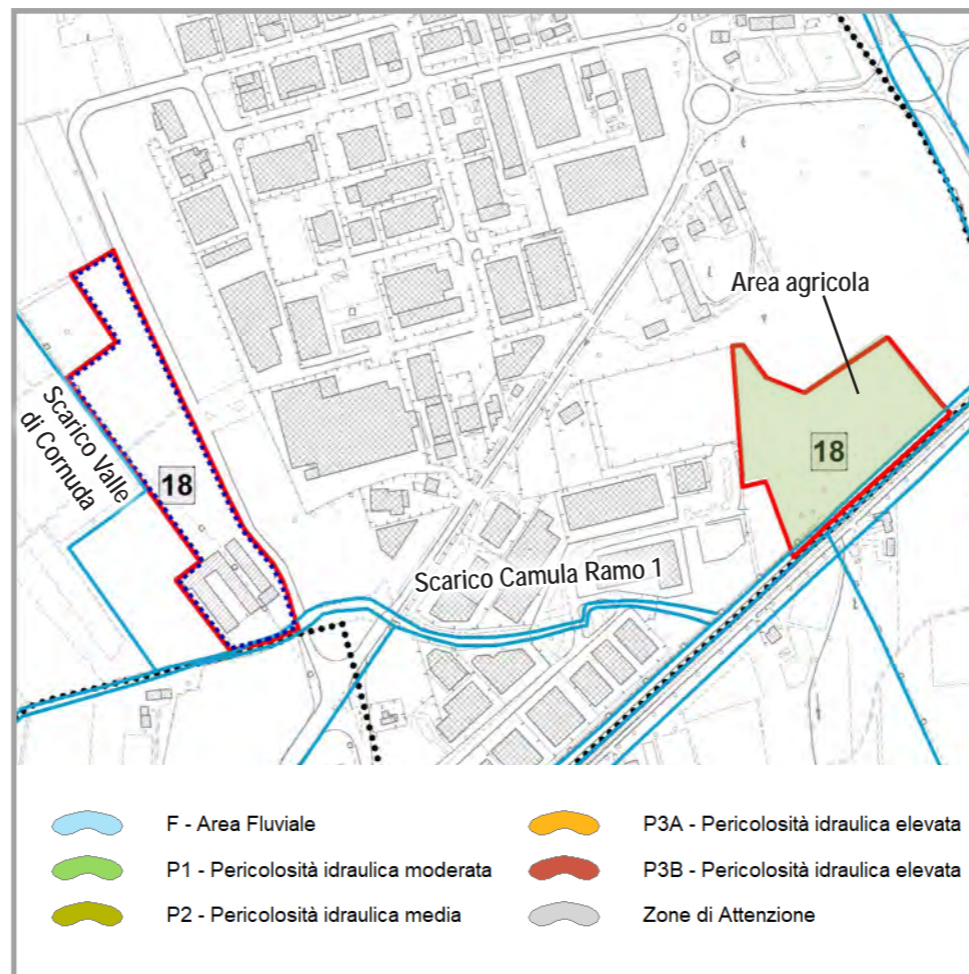 Area agricola
18
18
Scarico Valle
di Cornuda
Scarico Camula Ramo 1
F - Area Fluviale
P1 - Pericolosità idraulica moderata
P2 - Pericolosità idraulica media
P3A - Pericolosità idraulica elevata
P3B - Pericolosità idraulica elevata
Zone di Attenzione